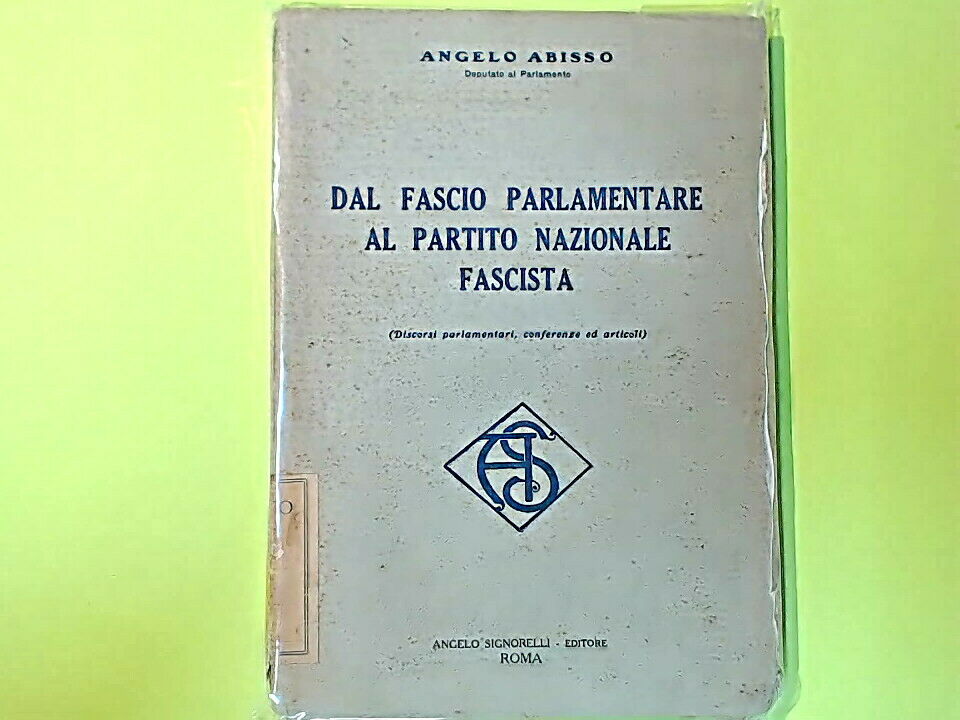 ANGELO ABISSO
Deputato al Parlamento
DAL FASCIO PARLAMENTARE
AL PARTITO NAZIONALE
FASCISTA
(Discorsi parlamentari, conferenze ed articoli)
AS
O
ANGELO SIGNORELLI - EDITORE
ROMA